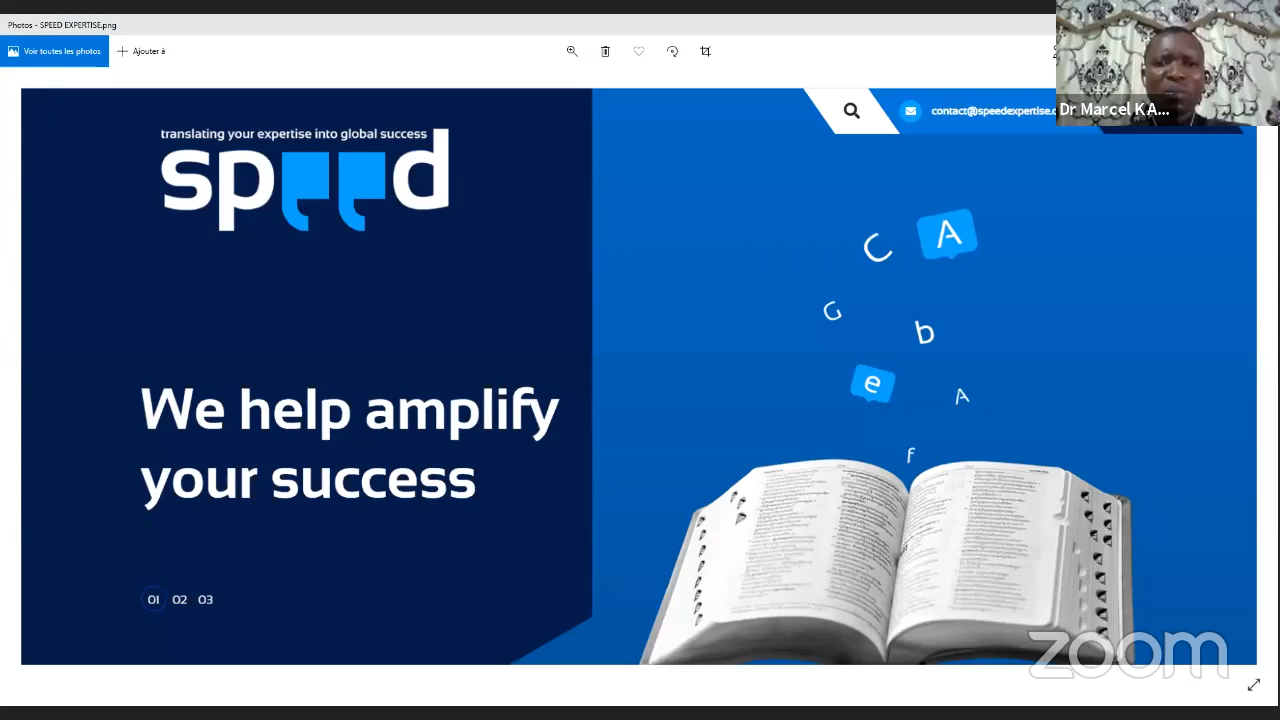 Photos - SPEED EXPERTISE.png
Voir toutes les photos
Ajouter à
contact@speedexpertise.c
Dr Marcel K A...
translating your expertise into global success
speed
C
A
G
b
e
A
f
We help amplify
your success
01 02 03
zoom